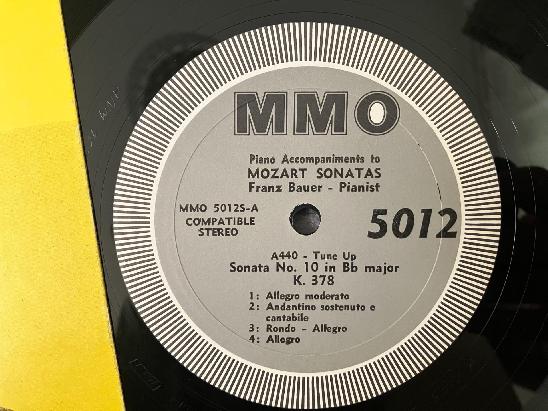 MMO
Piano Accompaniments to
MOZART SONATAS
Franz Bauer - Pianist
MMO 5012S-A
COMPATIBLE
STEREO
5012
A440 - Tune Up
Sonata No. 10 in Bb major
K. 378
1: Allegro moderato
2: Andantino sostenuto e
cantabile
3: Rondo - Allegro
4: Allegro